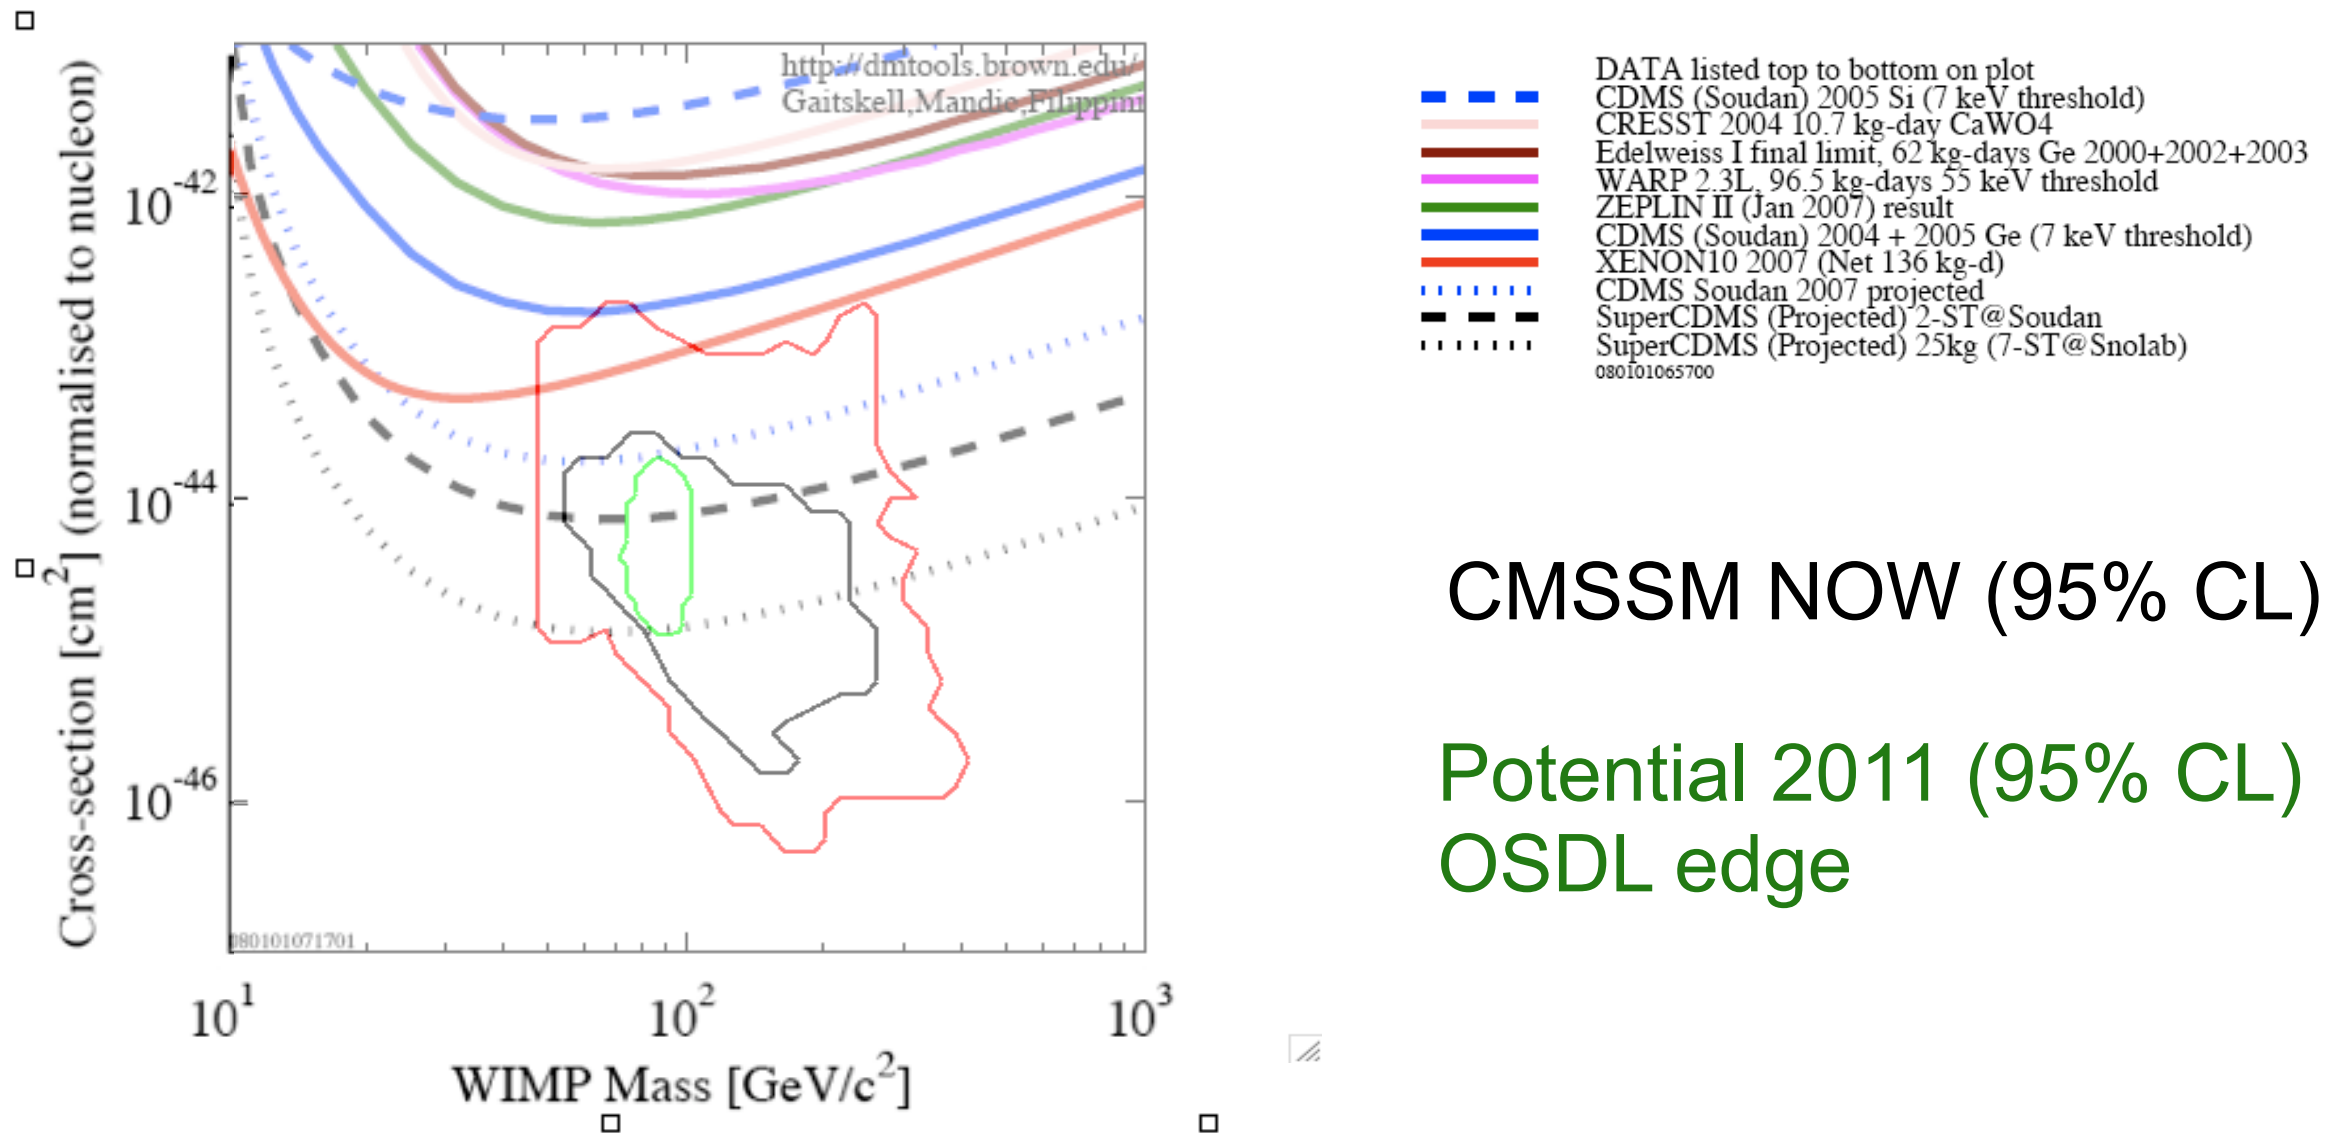 http://dmtools.brown.edu/
Gaitskell,Mandic,Filippini
Cross-section [cm²] (normalised to nucleon)
10⁻⁴²
10⁻⁴⁴
10⁻⁴⁶
080101071701
10¹
10²
10³
WIMP Mass [GeV/c²]
DATA listed top to bottom on plot
CDMS (Soudan) 2005 Si (7 keV threshold)
CRESST 2004 10.7 kg-day CaWO4
Edelweiss I final limit, 62 kg-days Ge 2000+2002+2003
WARP 2.3L, 96.5 kg-days 55 keV threshold
ZEPLIN II (Jan 2007) result
CDMS (Soudan) 2004 + 2005 Ge (7 keV threshold)
XENON10 2007 (Net 136 kg-d)
CDMS Soudan 2007 projected
SuperCDMS (Projected) 2-ST@Soudan
SuperCDMS (Projected) 25kg (7-ST@Snolab)
080101065700
CMSSM NOW (95% CL)
Potential 2011 (95% CL)
OSDL edge